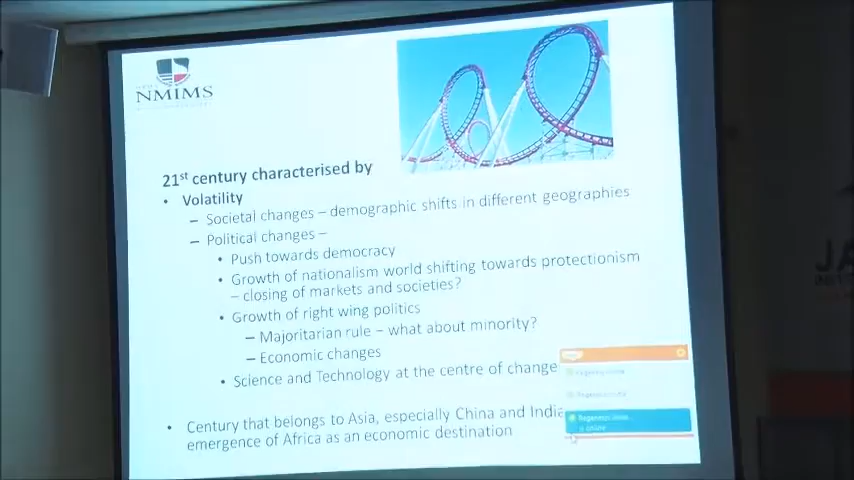 NMIMS
21st century characterised by
• Volatility
– Societal changes – demographic shifts in different geographies
– Political changes –
• Push towards democracy
• Growth of nationalism world shifting towards protectionism
– closing of markets and societies?
• Growth of right wing politics
– Majoritarian rule – what about minority?
– Economic changes
• Science and Technology at the centre of change
• Century that belongs to Asia, especially China and India
emergence of Africa as an economic destination
is online
JA